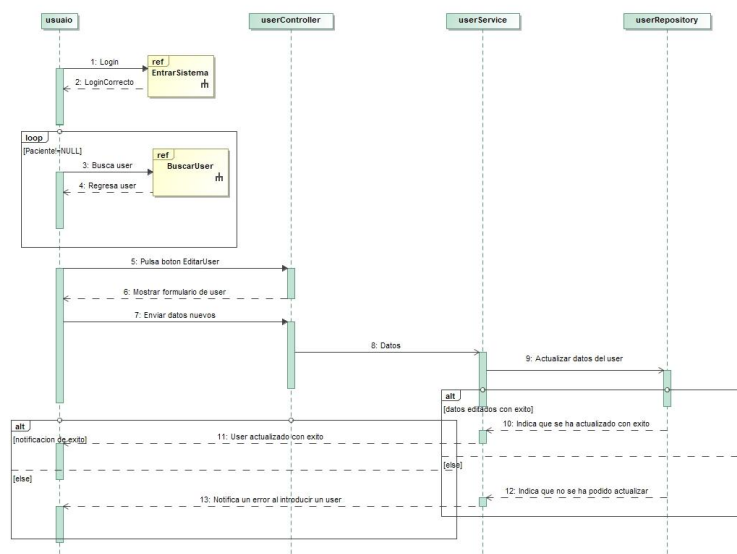 usuaio
userController
userService
userRepository
1: Login
ref
EntrarSistema
2: LoginCorrecto
loop
[Paciente!=NULL]
ref
3: Busca user
BuscarUser
4: Regresa user
5: Pulsa boton EditarUser
6: Mostrar formulario de user
7: Enviar datos nuevos
8: Datos
9: Actualizar datos del user
alt
[datos editados con exito]
10: Indica que se ha actualizado con exito
alt
[notificacion de exito]
11: User actualizado con exito
[else]
[else]
12: Indica que no se ha podido actualizar
13: Notifica un error al introducir un user